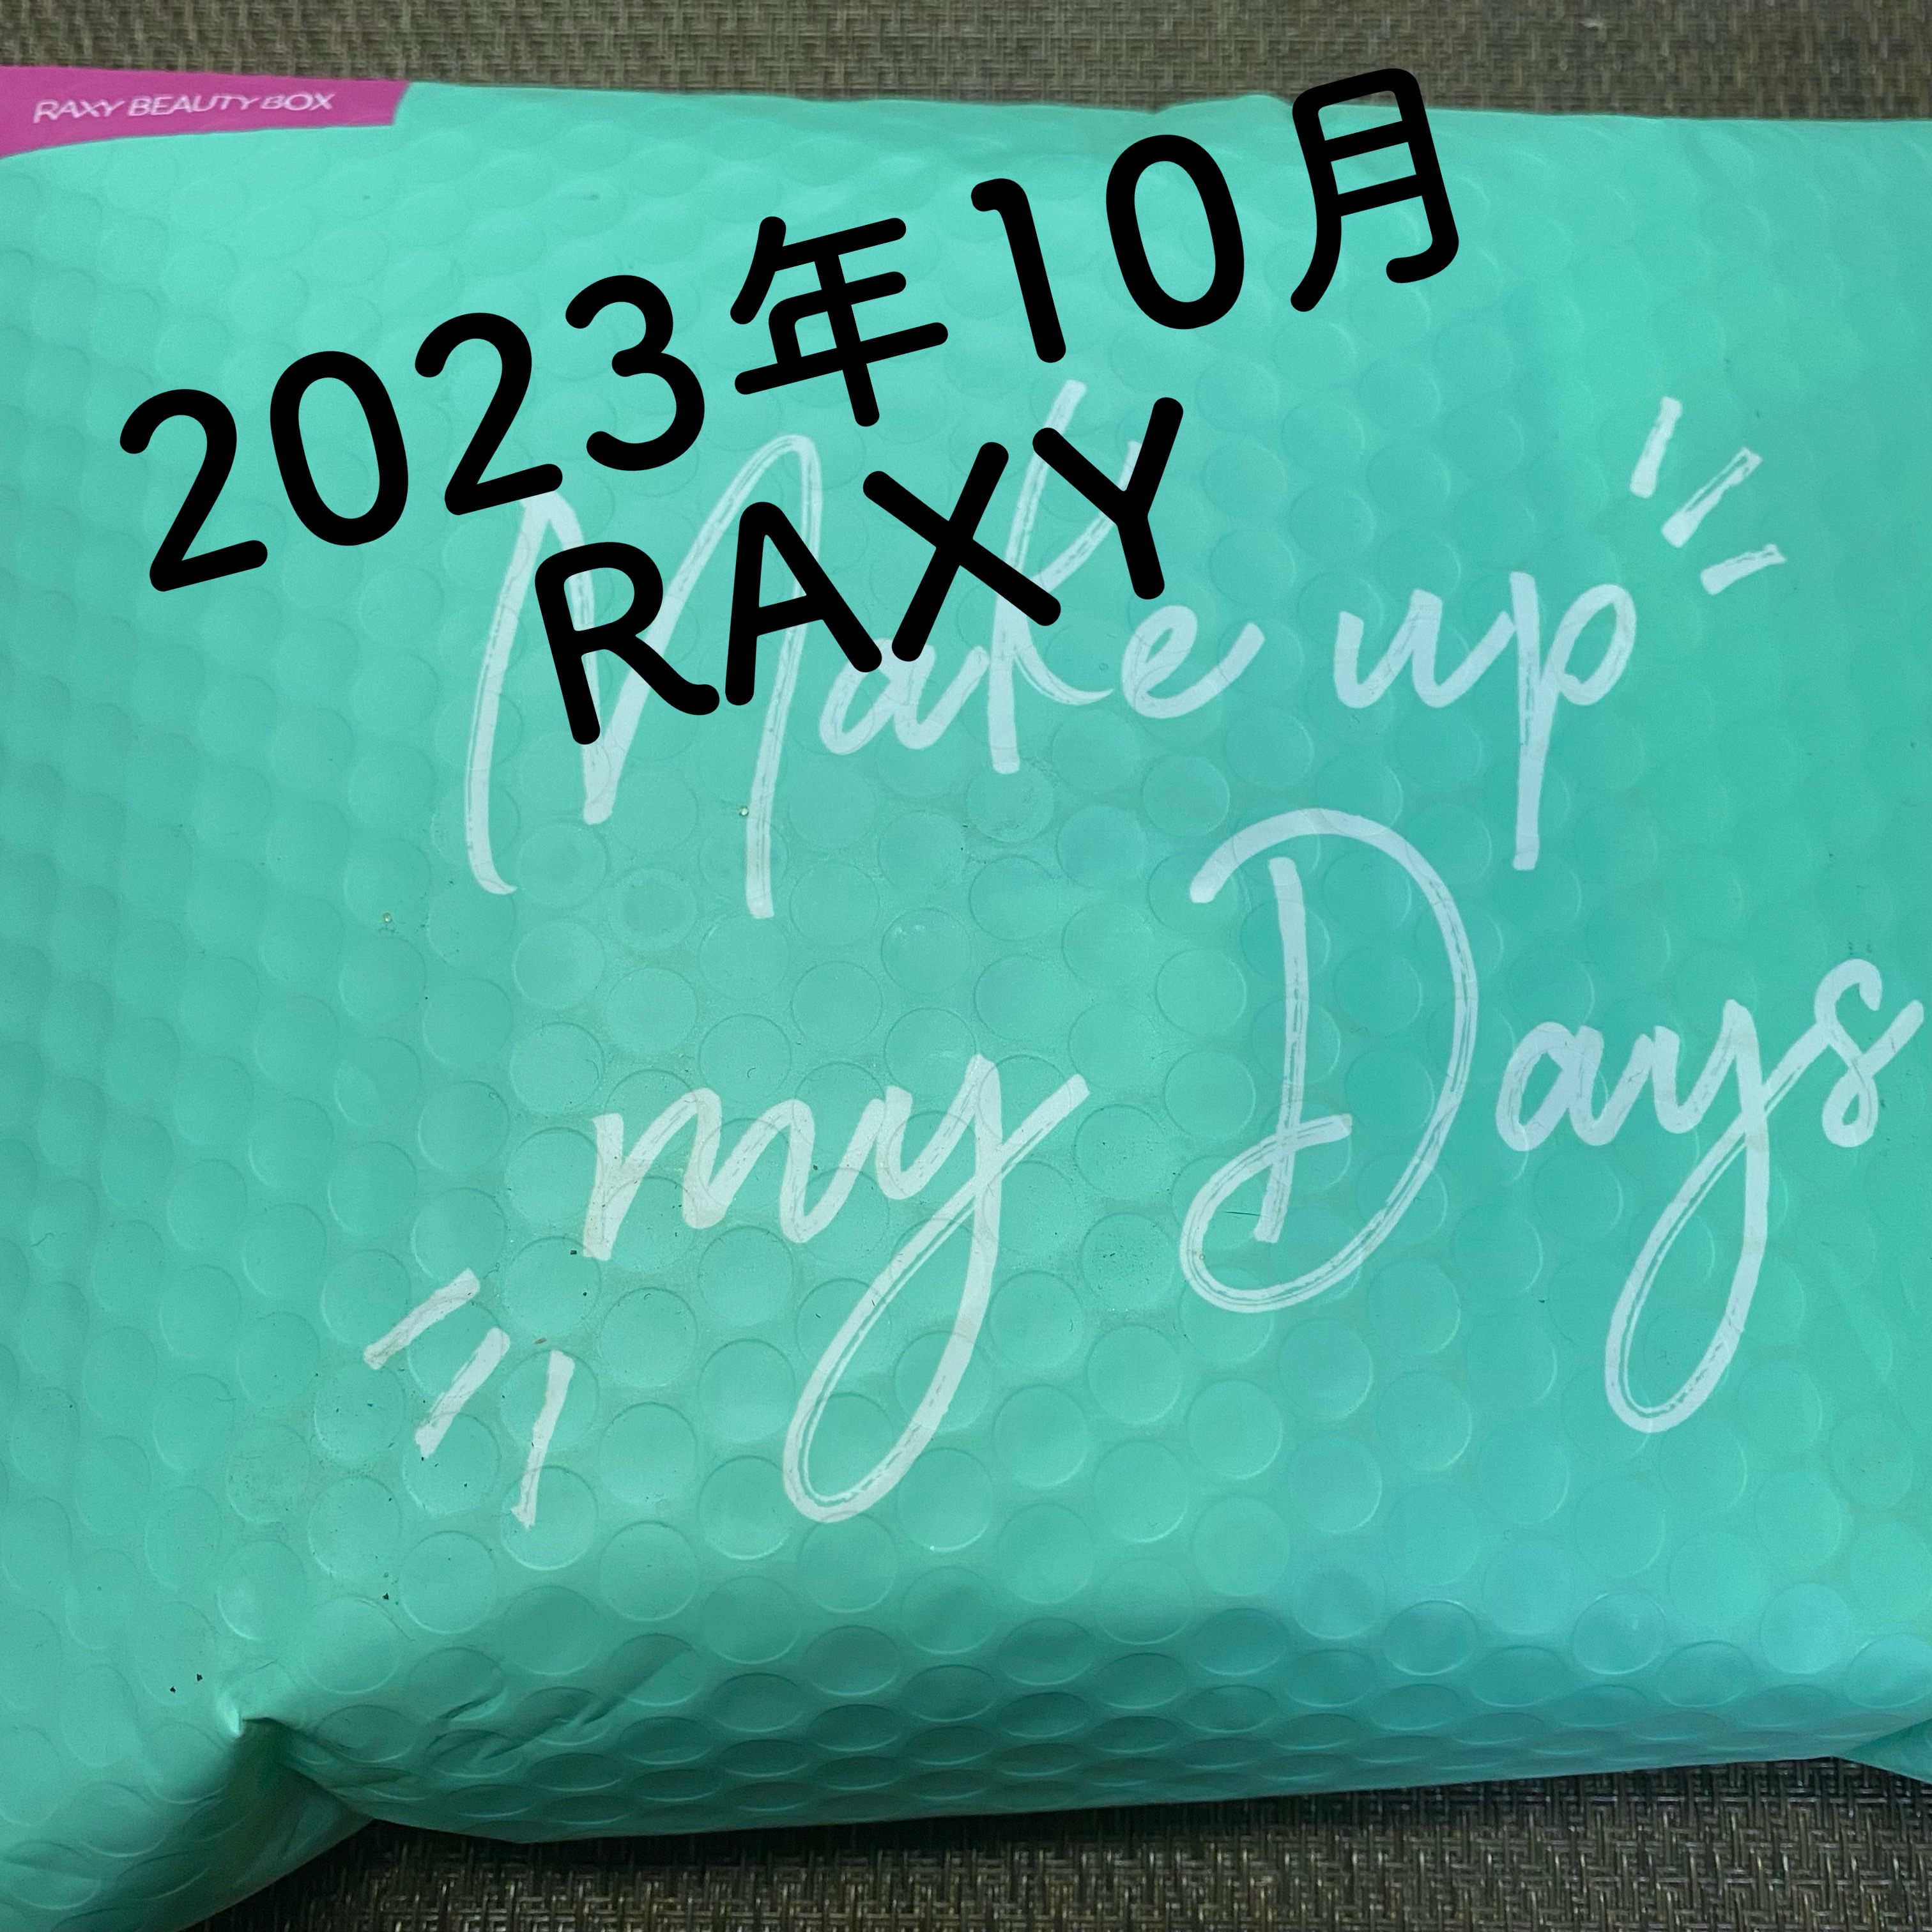 RAXY BEAUTY BOX
2023年10月
RAXY
Make up
my Days